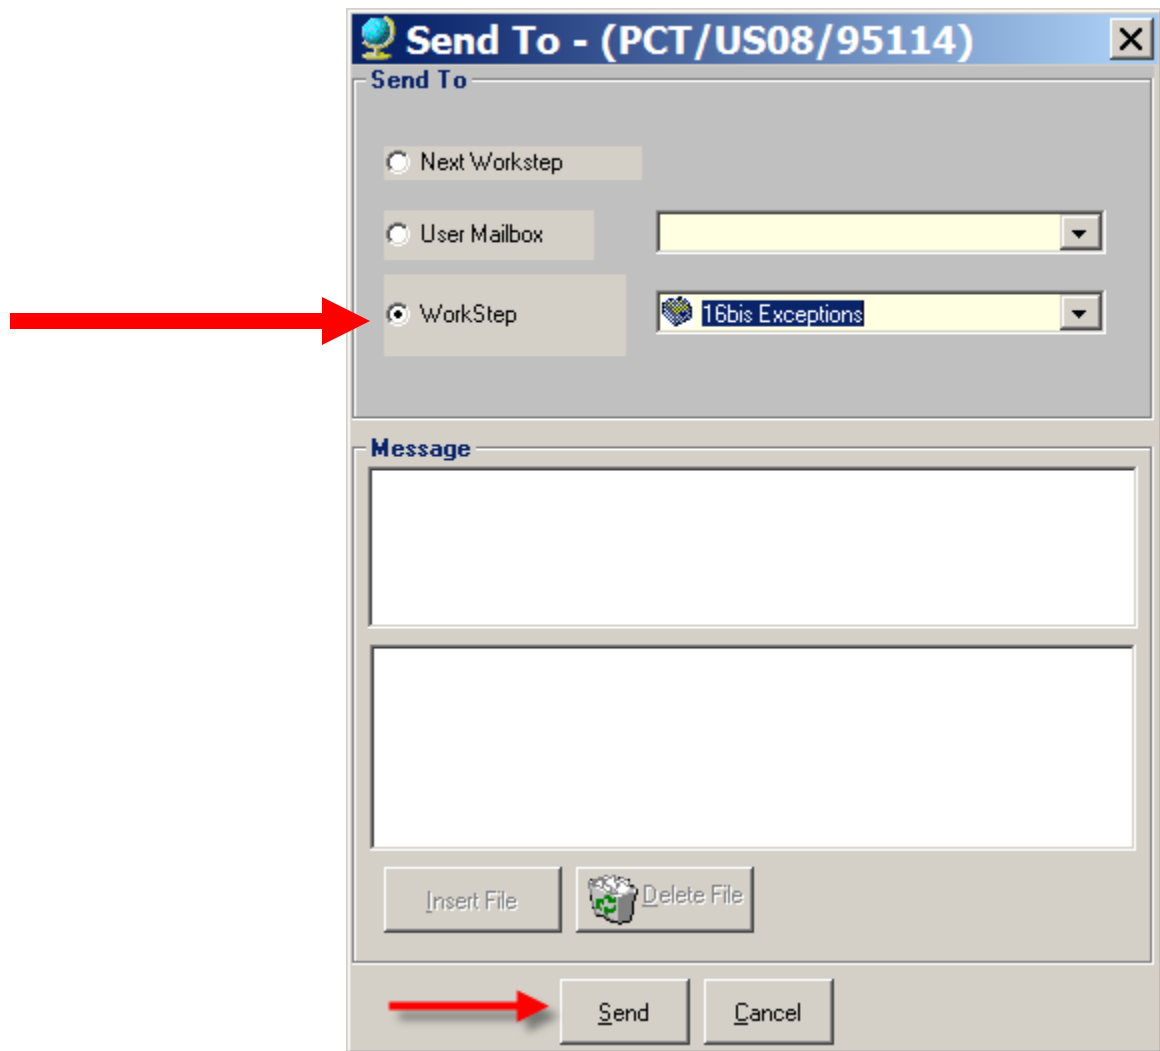 Send To - (PCT/US08/95114)
Send To
Next Workstep
User Mailbox
WorkStep 16bis Exceptions
Message
Insert File Delete File
Send Cancel